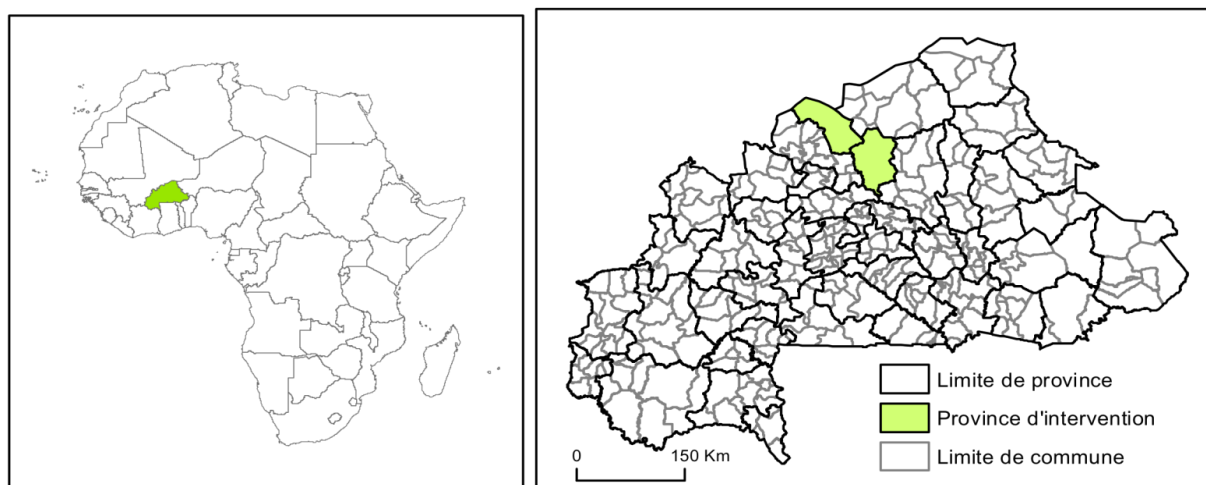 Limite de province
Province d'intervention
Limite de commune
0 150 Km